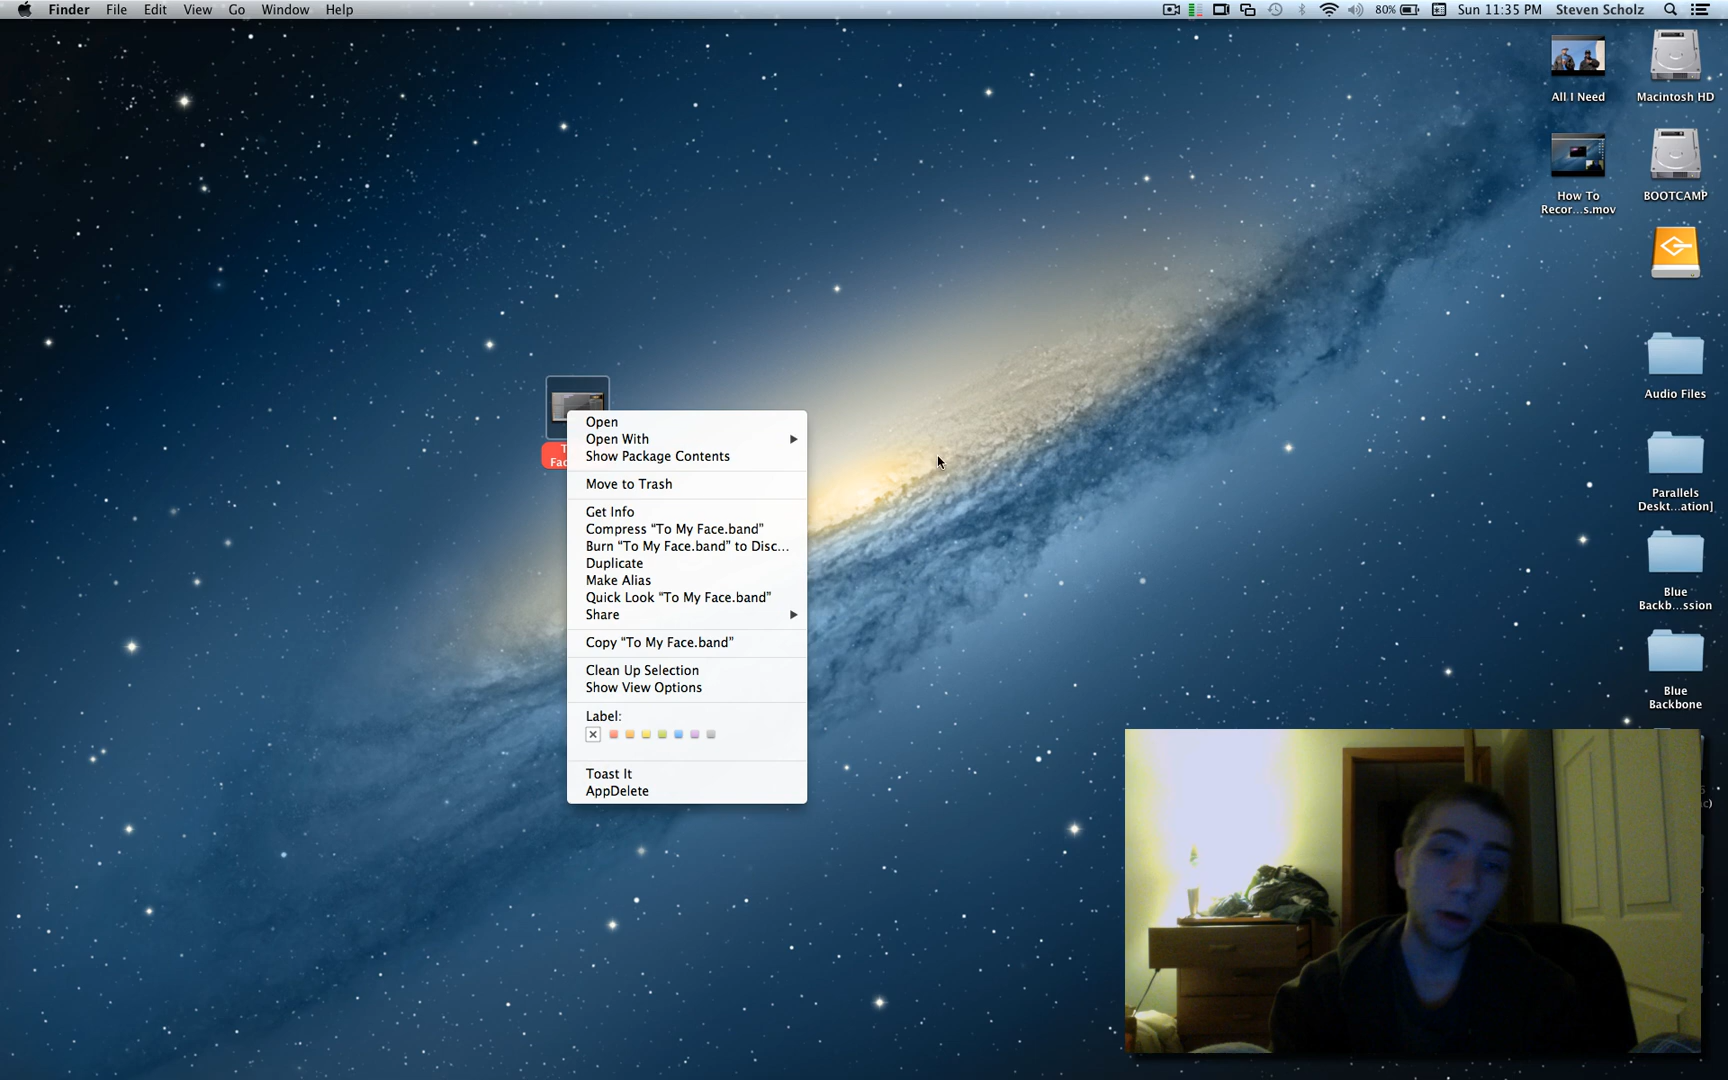 Finder File Edit View Go Window Help
80% Sun 11:35 PM Steven Scholz
All I Need
Macintosh HD
How To
Recor...s.mov
BOOTCAMP
Audio Files
Parallels
Deskt...ation]
Blue
Backb...ssion
Blue
Backbone
Open
Open With
Show Package Contents
Move to Trash
Get Info
Compress “To My Face.band”
Burn “To My Face.band” to Disc...
Duplicate
Make Alias
Quick Look “To My Face.band”
Share
Copy “To My Face.band”
Clean Up Selection
Show View Options
Label:
Toast It
AppDelete